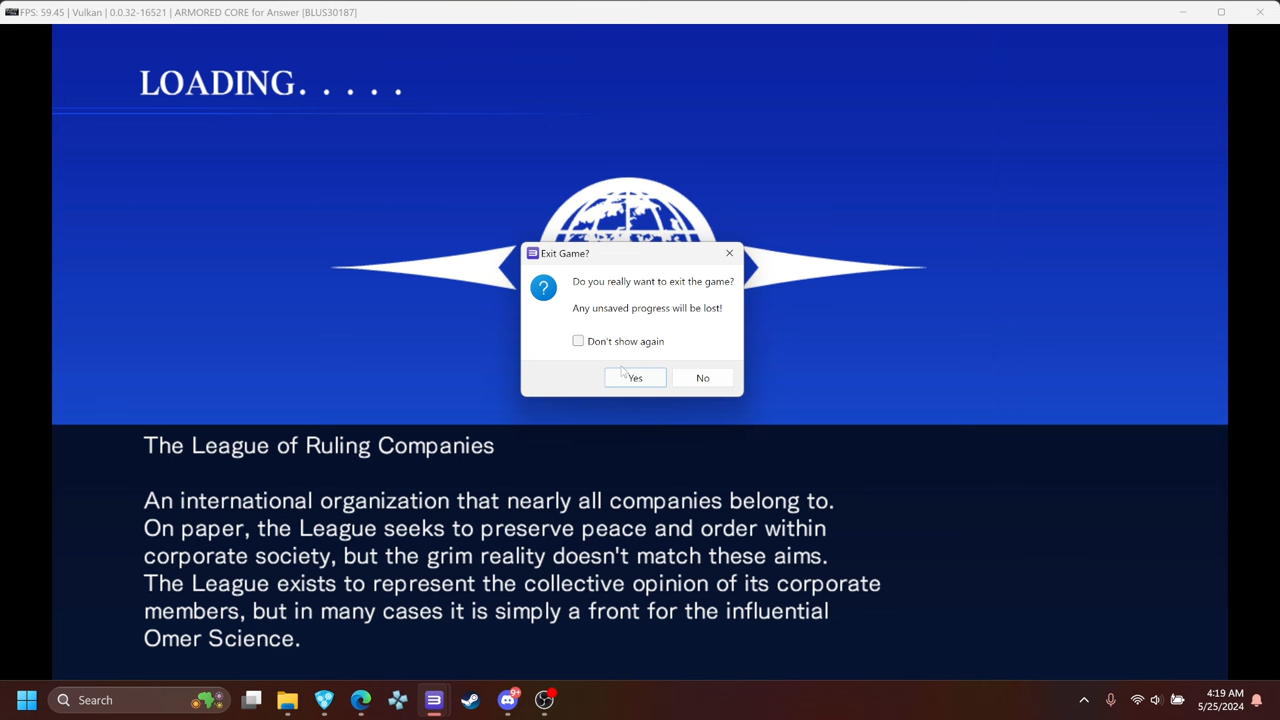 FPS: 59.45 | Vulkan | 0.0.32-16521 | ARMORED CORE for Answer [BLUS30187]
LOADING. . . . .
Exit Game?
Do you really want to exit the game?
Any unsaved progress will be lost!
Don't show again
Yes
No
The League of Ruling Companies
An international organization that nearly all companies belong to.
On paper, the League seeks to preserve peace and order within
corporate society, but the grim reality doesn't match these aims.
The League exists to represent the collective opinion of its corporate
members, but in many cases it is simply a front for the influential
Omer Science.
Search
9+
4:19 AM
5/25/2024